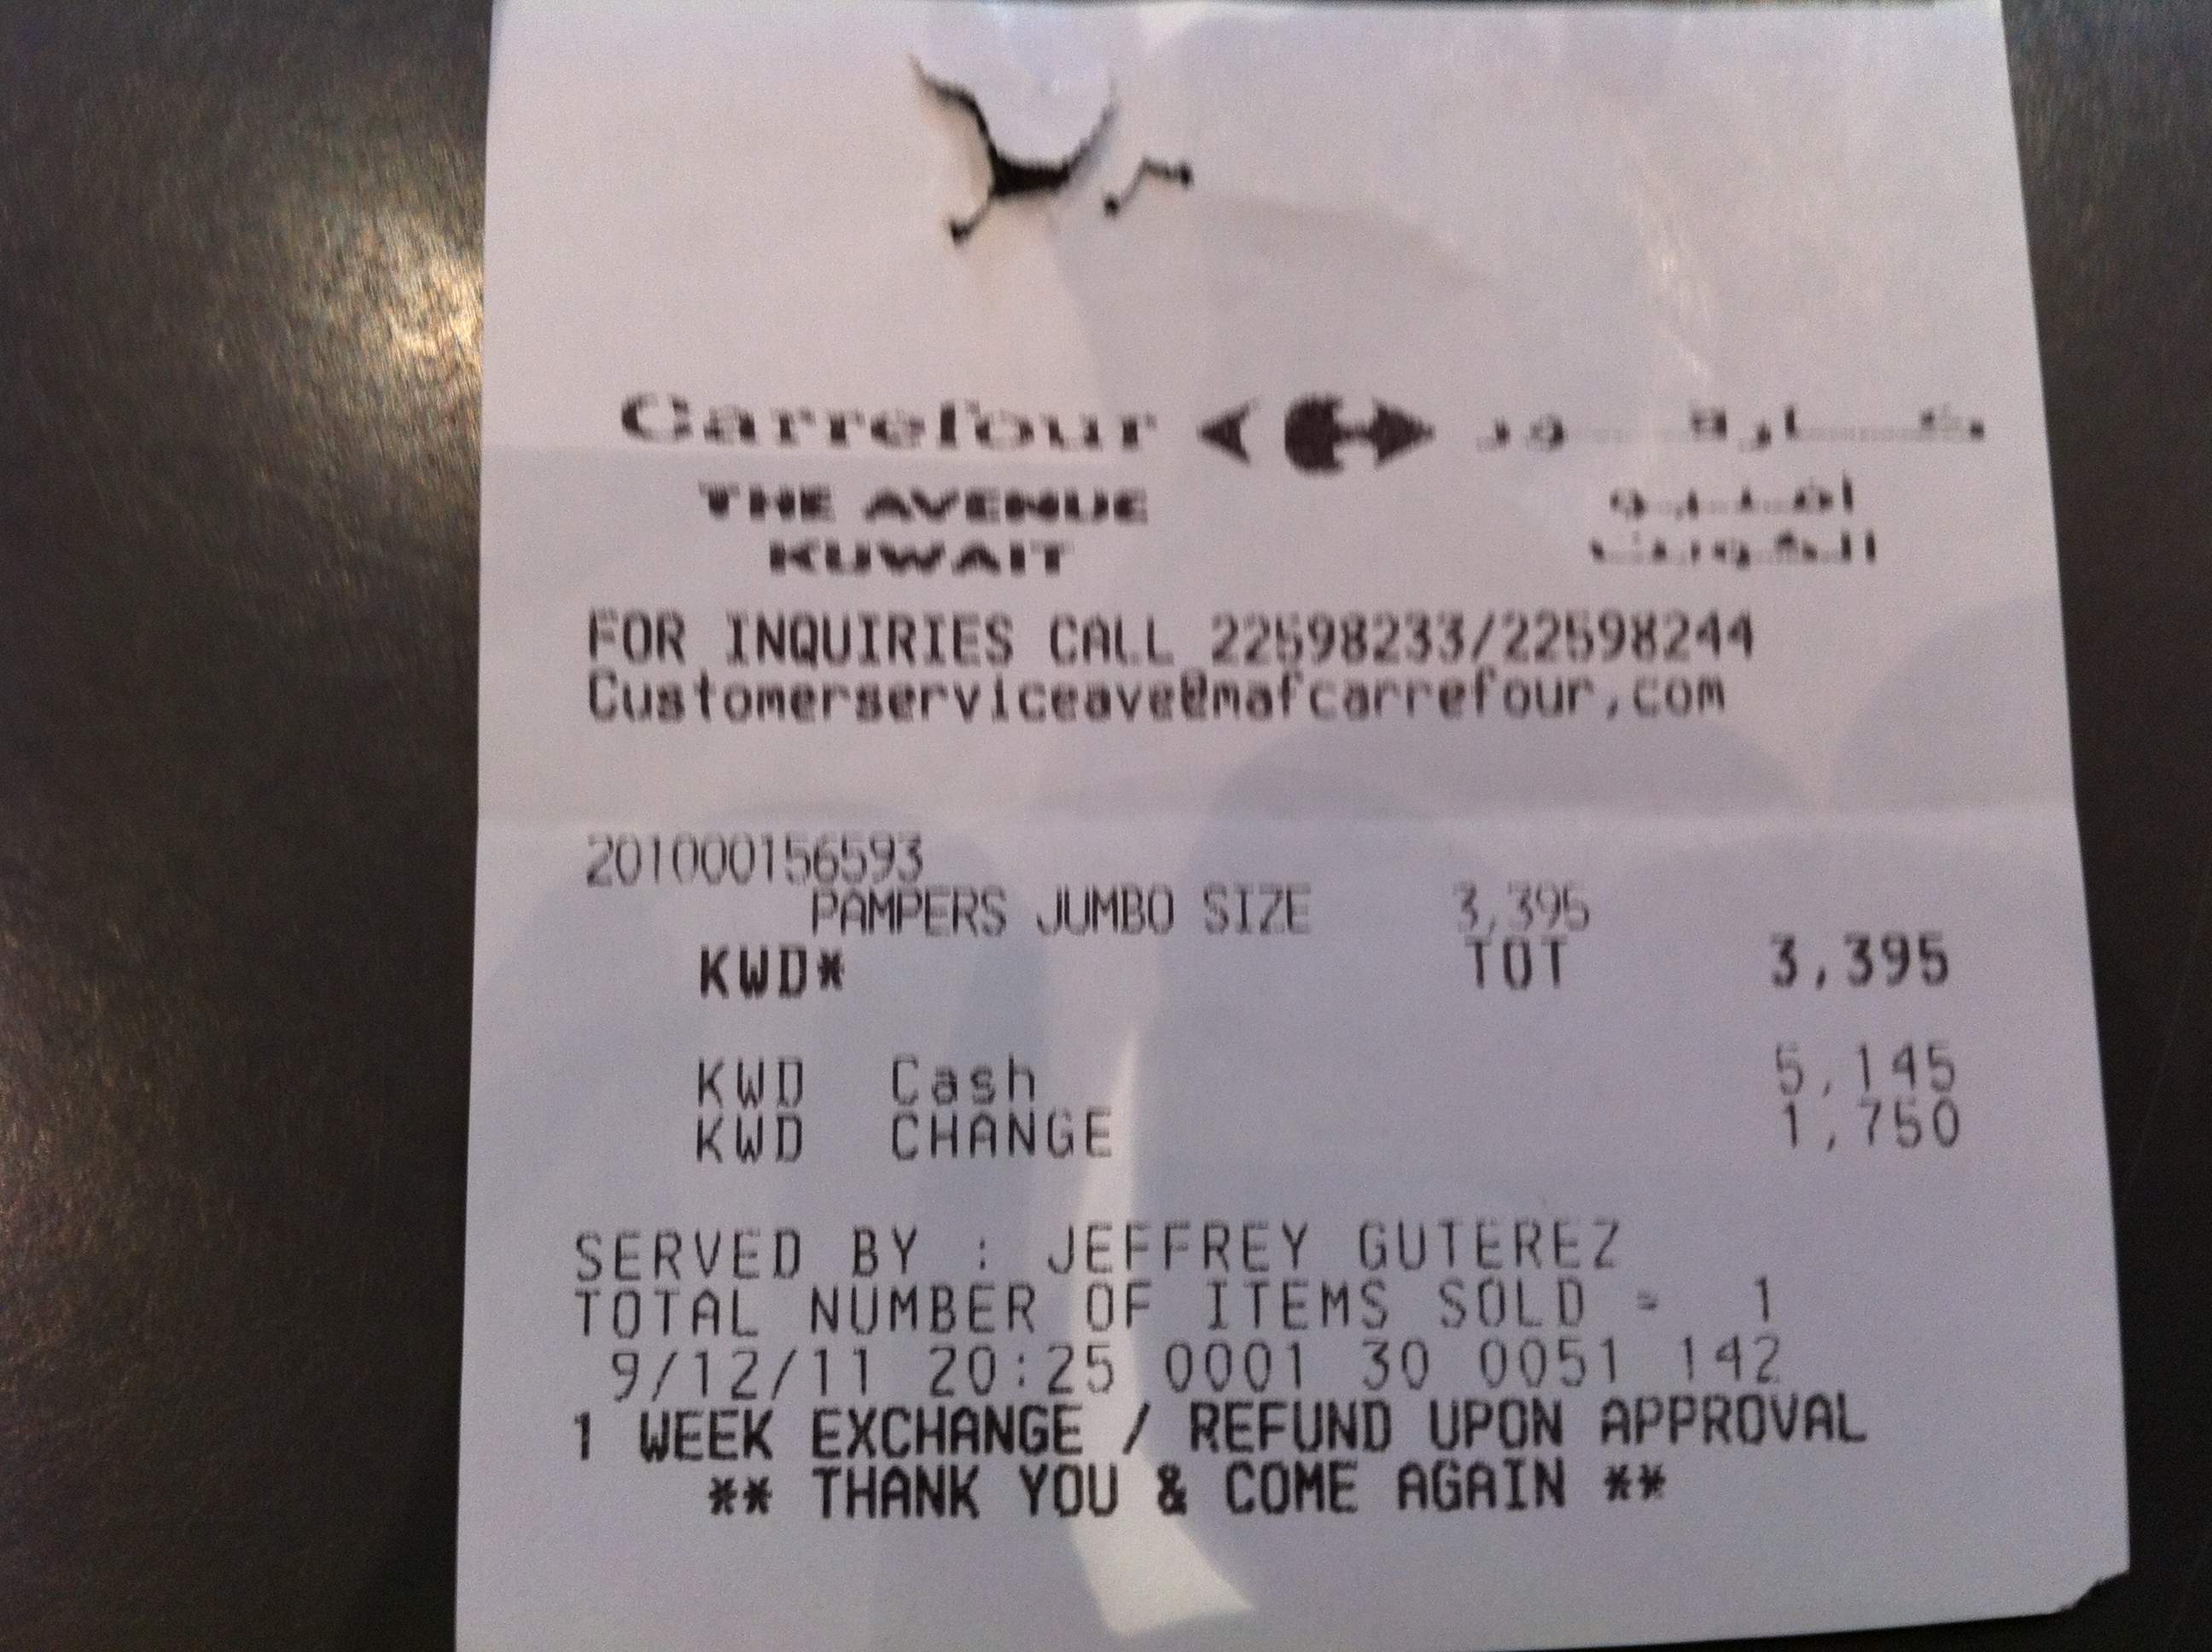 Carrefour كارفور
THE AVENUE افنيو
KUWAIT الكويت
FOR INQUIRIES CALL 22598233/22598244
Customerserviceave@mafcarrefour,com
201000156593
PAMPERS JUMBO SIZE 3,395
KWD* TOT 3,395
KWD Cash 5,145
KWD CHANGE 1,750
SERVED BY : JEFFREY GUTEREZ
TOTAL NUMBER OF ITEMS SOLD = 1
9/12/11 20:25 0001 30 0051 142
1 WEEK EXCHANGE / REFUND UPON APPROVAL
** THANK YOU & COME AGAIN **